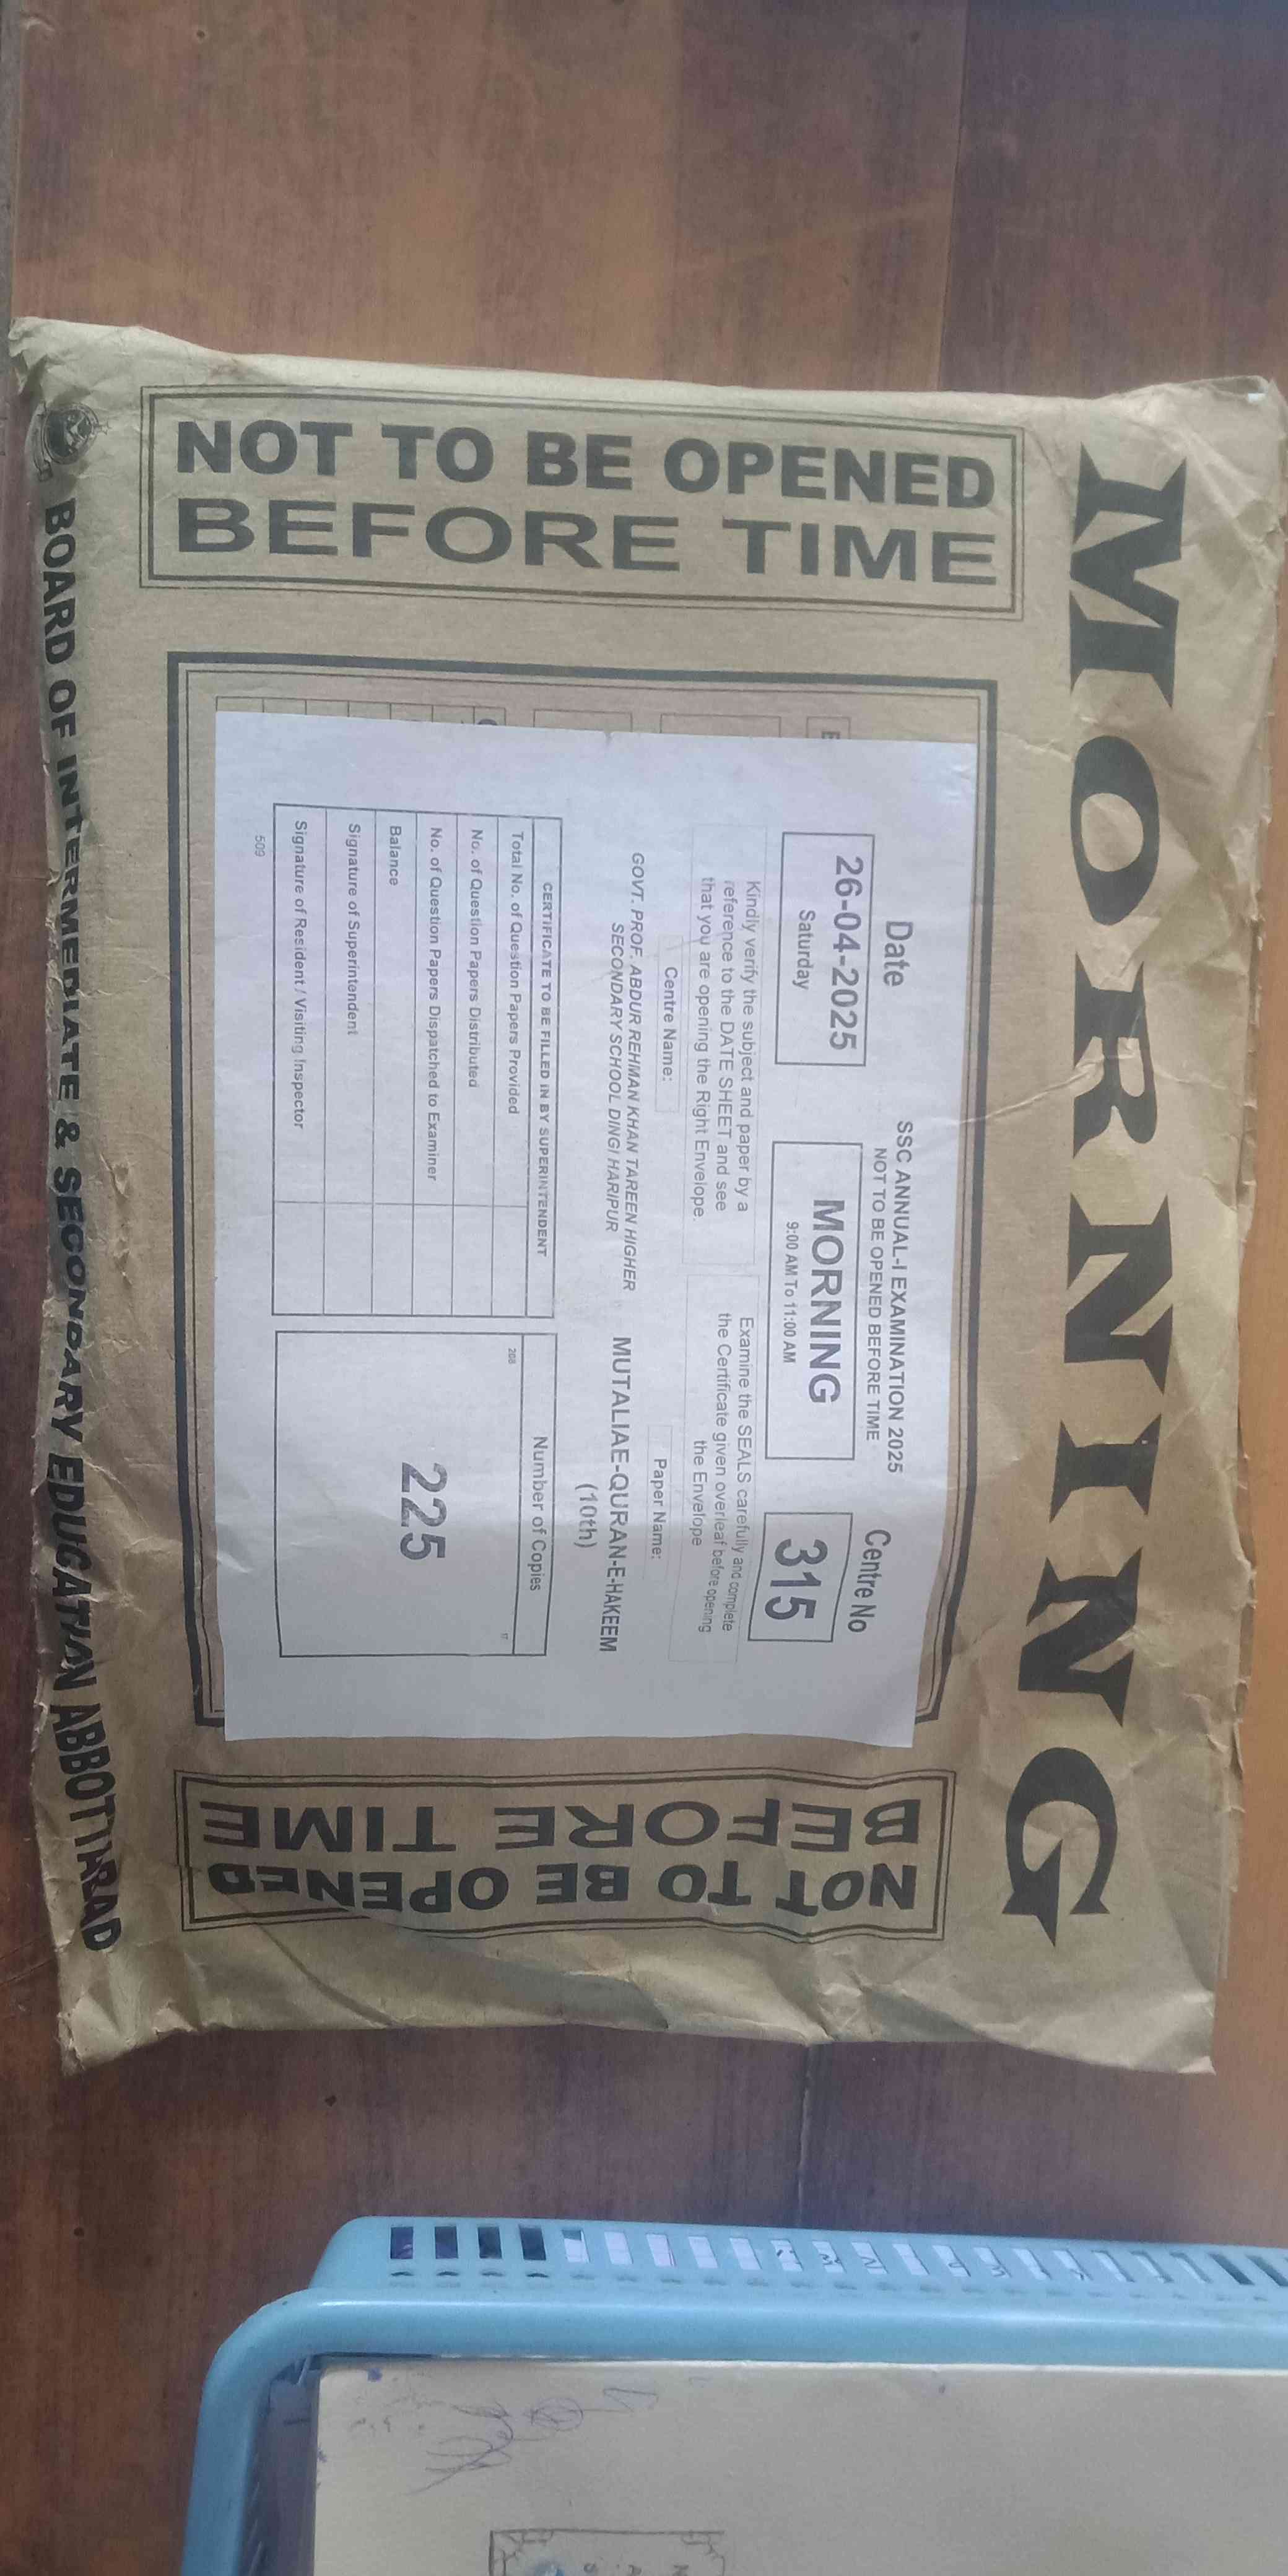 MORNING
NOT TO BE OPENED
BEFORE TIME
Date
26-04-2025
Saturday
SSC ANNUAL-I EXAMINATION 2025
NOT TO BE OPENED BEFORE TIME
MORNING
9:00 AM To 11:00 AM
Centre No
315
Kindly verify the subject and paper by a
reference to the DATE SHEET and see
that you are opening the Right Envelope.
Examine the SEALS carefully and complete
the Certificate given overleaf before opening
the Envelope
Centre Name:
GOVT. PROF. ABDUR REHMAN KHAN TAREEN HIGHER
SECONDARY SCHOOL DINGI HARIPUR
Paper Name:
MUTALIAE-QURAN-E-HAKEEM
(10th)
CERTIFICATE TO BE FILLED IN BY SUPERINTENDENT
Total No. of Question Papers Provided
No. of Question Papers Distributed
No. of Question Papers Dispatched to Examiner
Balance
Signature of Superintendent
Signature of Resident / Visiting Inspector
509
Number of Copies
208
225
NOT TO BE OPENED
BEFORE TIME
BOARD OF INTERMEDIATE & SECONDARY EDUCATION ABBOTTABAD